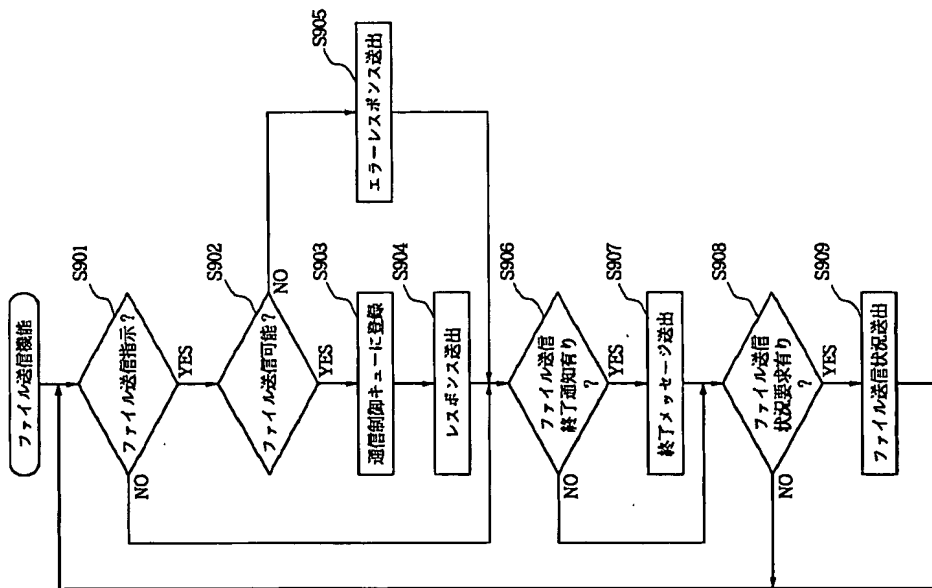 ファイル送信機能
S901
ファイル送信指示?
YES
NO
S902
ファイル送信可能?
NO
YES
S903
通信制御キューに登録
S904
レスポンス送出
S905
エラーレスポンス送出
S906
ファイル送信
終了通知有り
?
NO
YES
S907
終了メッセージ送出
S908
ファイル送信
状況要求有り
?
NO
YES
S909
ファイル送信状況送出